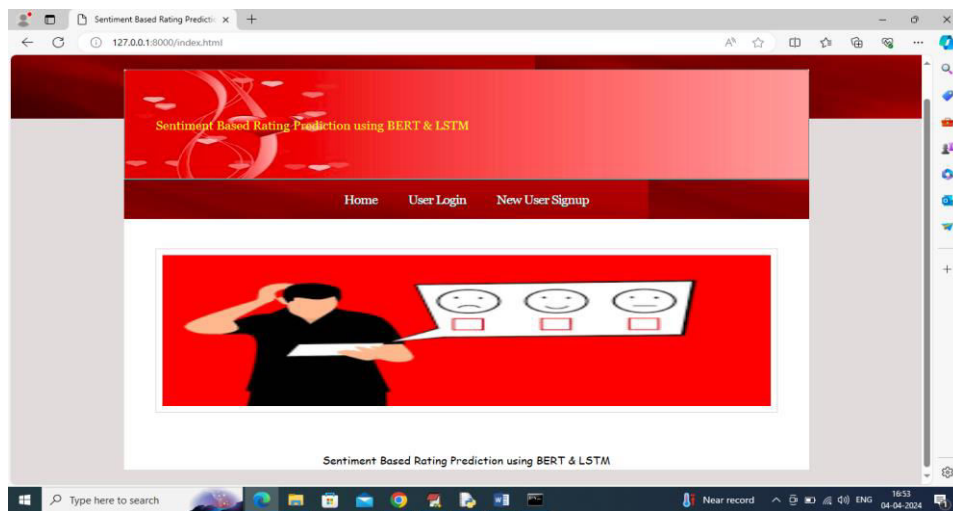 Sentiment Based Rating Predictic
127.0.0.1:8000/index.html
Sentiment Based Rating Prediction using BERT & LSTM
Home User Login New User Signup
Sentiment Based Rating Prediction using BERT & LSTM
Type here to search
Near record
ENG
16:53
04-04-2024